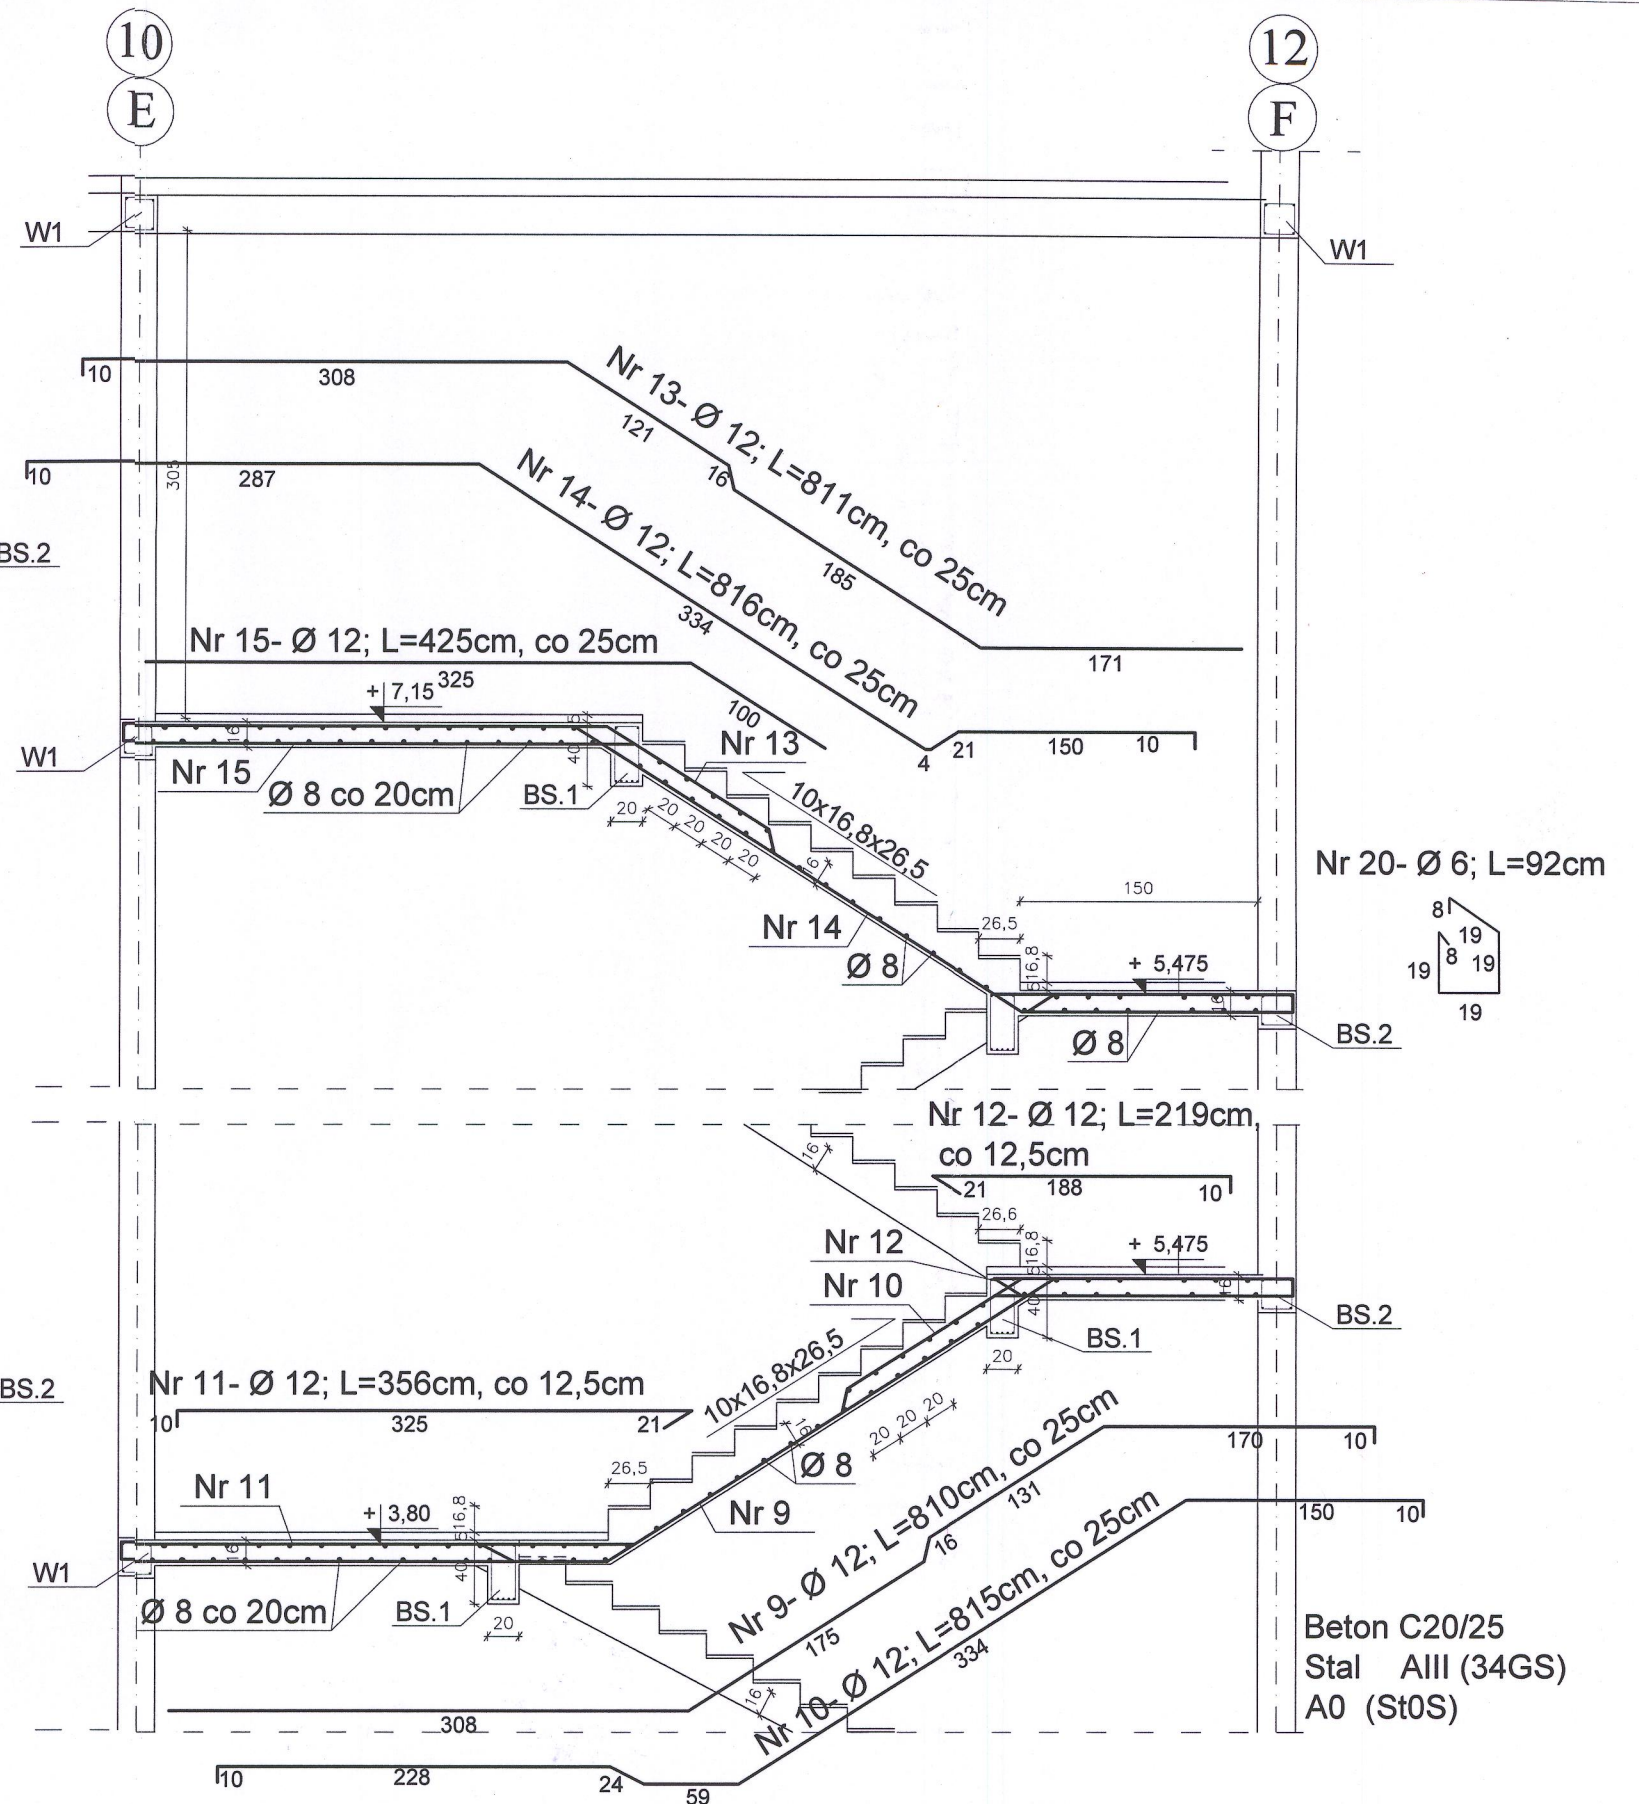 10
12
E
F
W1
W1
10
308
Nr 13- Ø 12; L=811cm, co 25cm
121
16
185
171
10
305
287
Nr 14- Ø 12; L=816cm, co 25cm
334
4
21
150
10
BS.2
Nr 15- Ø 12; L=425cm, co 25cm
325
100
+ 7,15
5
16
40
W1
Nr 15
Ø 8 co 20cm
BS.1
Nr 13
10x16,8x26,5
20
20
20
20
20
16
Nr 14
Ø 8
150
26,5
16,8
5
+ 5,475
16
Ø 8
BS.2
Nr 20- Ø 6; L=92cm
8
19
8
19
19
19
Nr 12- Ø 12; L=219cm,
co 12,5cm
21
188
10
16
26,6
16,8
5
+ 5,475
16
40
Nr 12
Nr 10
BS.1
BS.2
20
10x16,8x26,5
BS.2
Nr 11- Ø 12; L=356cm, co 12,5cm
10
325
21
20
20
20
16
Ø 8
Nr 9
26,5
Nr 11
+ 3,80
16,8
5
16
40
W1
Ø 8 co 20cm
BS.1
20
Nr 9- Ø 12; L=810cm, co 25cm
308
175
16
131
170
10
16
Nr 10- Ø 12; L=815cm, co 25cm
10
228
24
59
334
150
10
Beton C20/25
Stal AIII (34GS)
A0 (St0S)